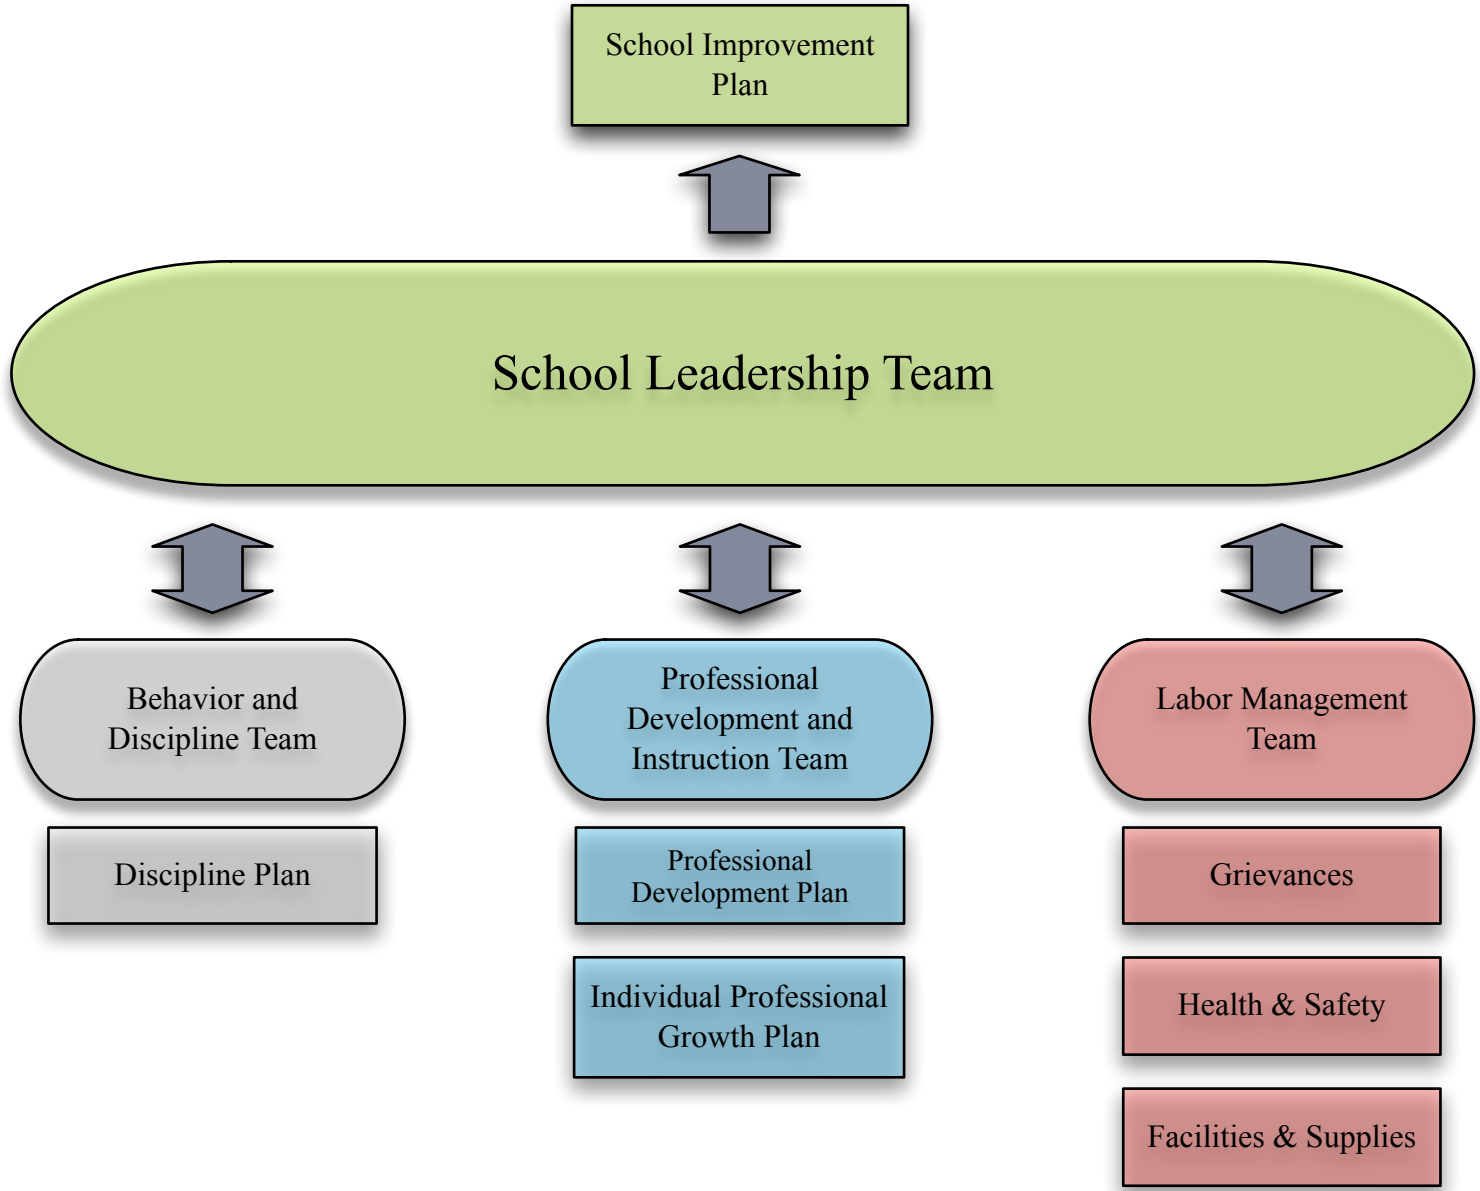 School Improvement
Plan
School Leadership Team
Behavior and
Discipline Team
Discipline Plan
Professional
Development and
Instruction Team
Professional
Development Plan
Individual Professional
Growth Plan
Labor Management
Team
Grievances
Health & Safety
Facilities & Supplies